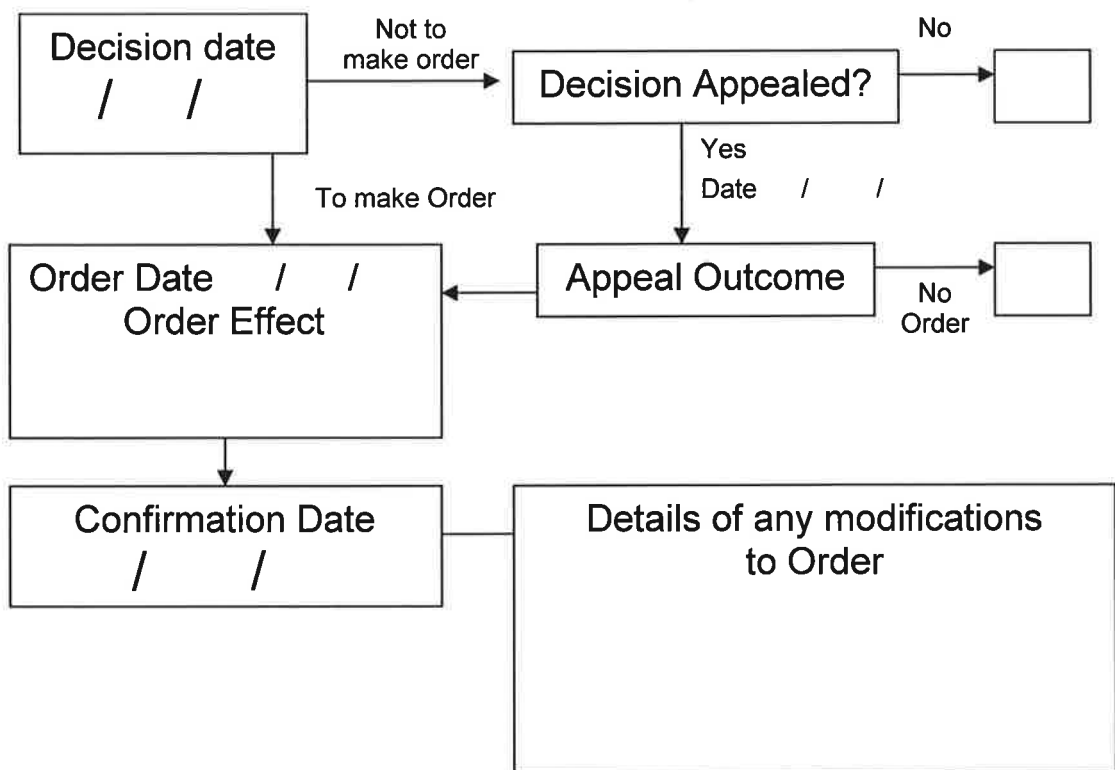 Decision date
/ /
Not to
make order
Decision Appealed?
No
Yes
Date / /
To make Order
Order Date / /
Order Effect
Appeal Outcome
No
Order
Confirmation Date
/ /
Details of any modifications
to Order